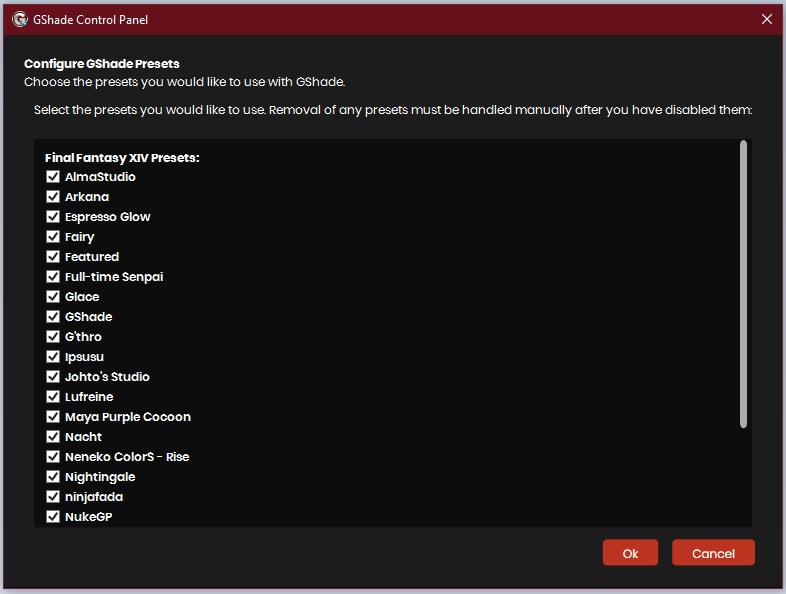 GShade Control Panel
Configure GShade Presets
Choose the presets you would like to use with GShade.
Select the presets you would like to use. Removal of any presets must be handled manually after you have disabled them:
Final Fantasy XIV Presets:
AlmaStudio
Arkana
Espresso Glow
Fairy
Featured
Full-time Senpai
Glace
GShade
G'thro
Ipsusu
Johto's Studio
Lufreine
Maya Purple Cocoon
Nacht
Neneko ColorS - Rise
Nightingale
ninjafada
NukeGP
Ok
Cancel